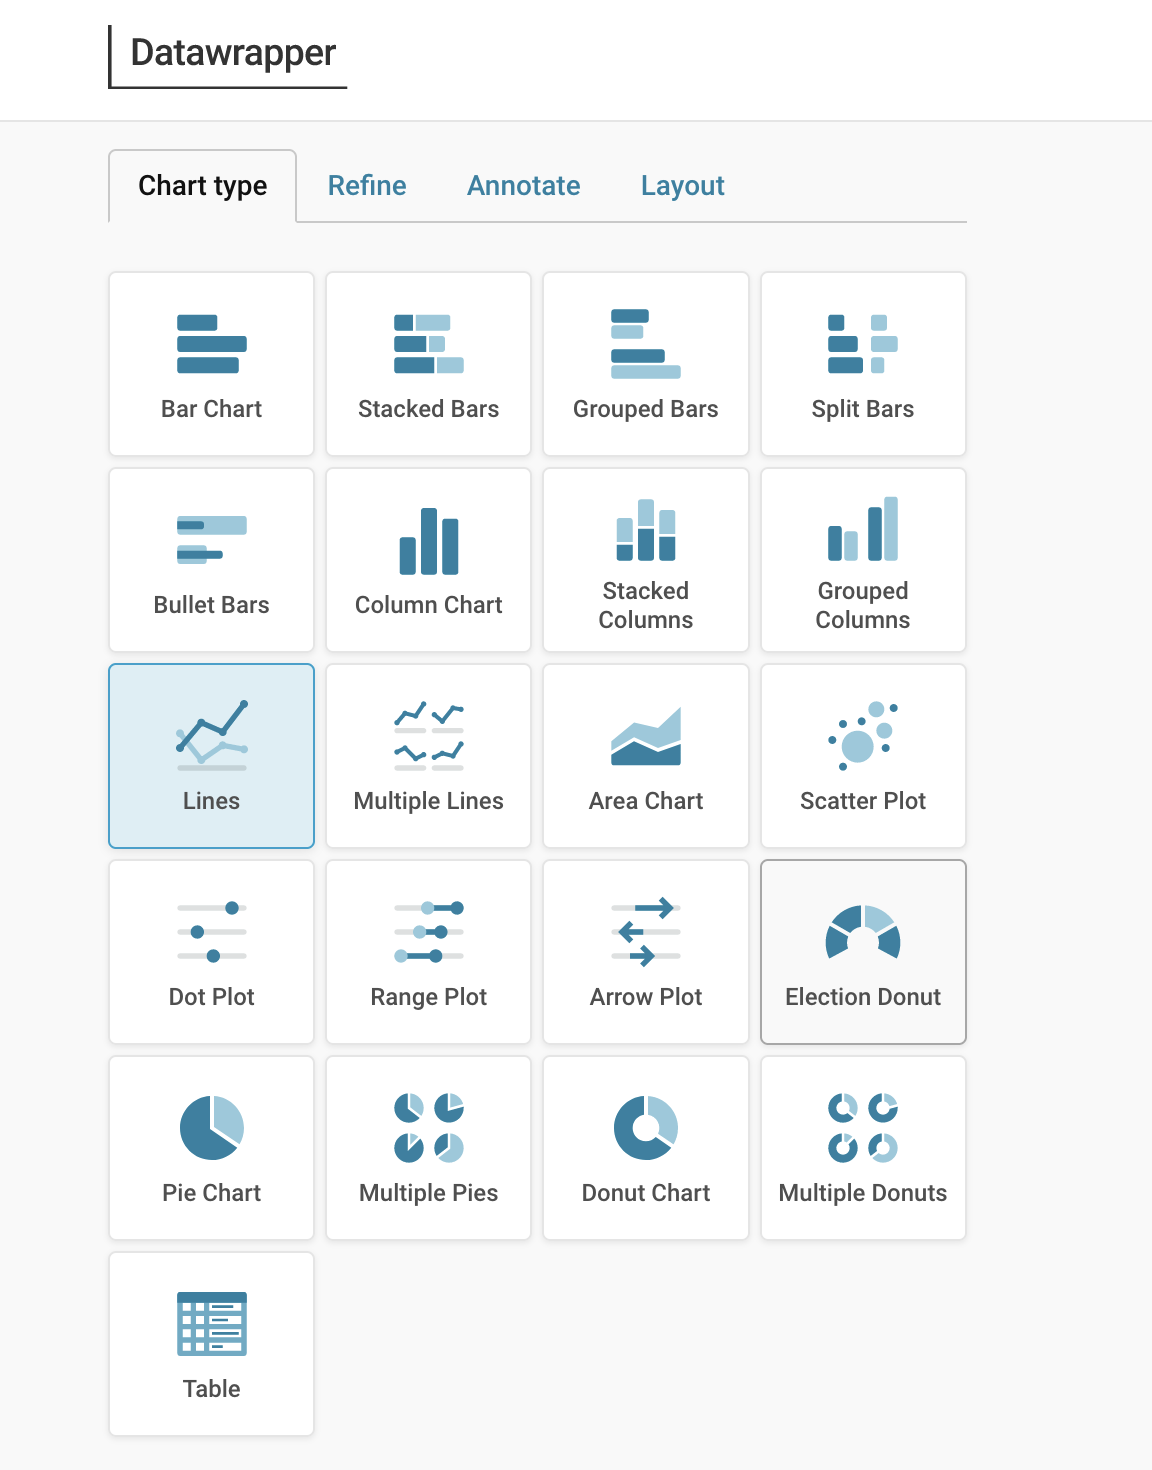 Datawrapper
Chart type
Refine
Annotate
Layout
Bar Chart
Stacked Bars
Grouped Bars
Split Bars
Bullet Bars
Column Chart
Stacked
Columns
Grouped
Columns
Lines
Multiple Lines
Area Chart
Scatter Plot
Dot Plot
Range Plot
Arrow Plot
Election Donut
Pie Chart
Multiple Pies
Donut Chart
Multiple Donuts
Table